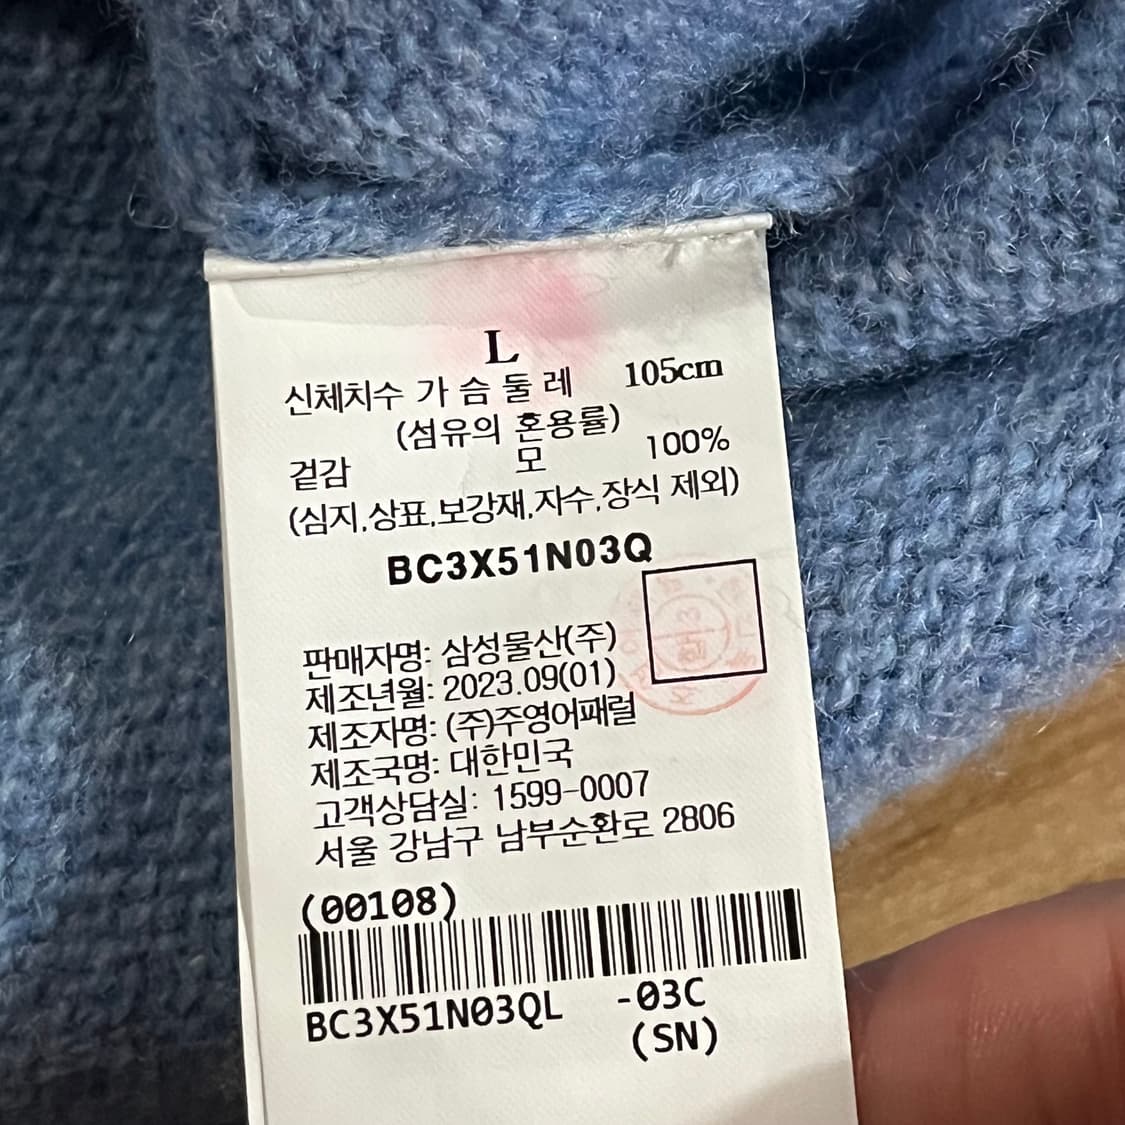 L
신체치수 가 슴 둘 레 105cm
(섬유의 혼용률)
겉감 모 100%
(심지,상표,보강재,자수,장식 제외)
BC3X51N03Q
판매자명: 삼성물산(주)
제조년월: 2023.09(01)
제조자명: (주)주영어패럴
제조국명: 대한민국
고객상담실: 1599-0007
서울 강남구 남부순환로 2806
(00108)
BC3X51N03QL -03C
(SN)